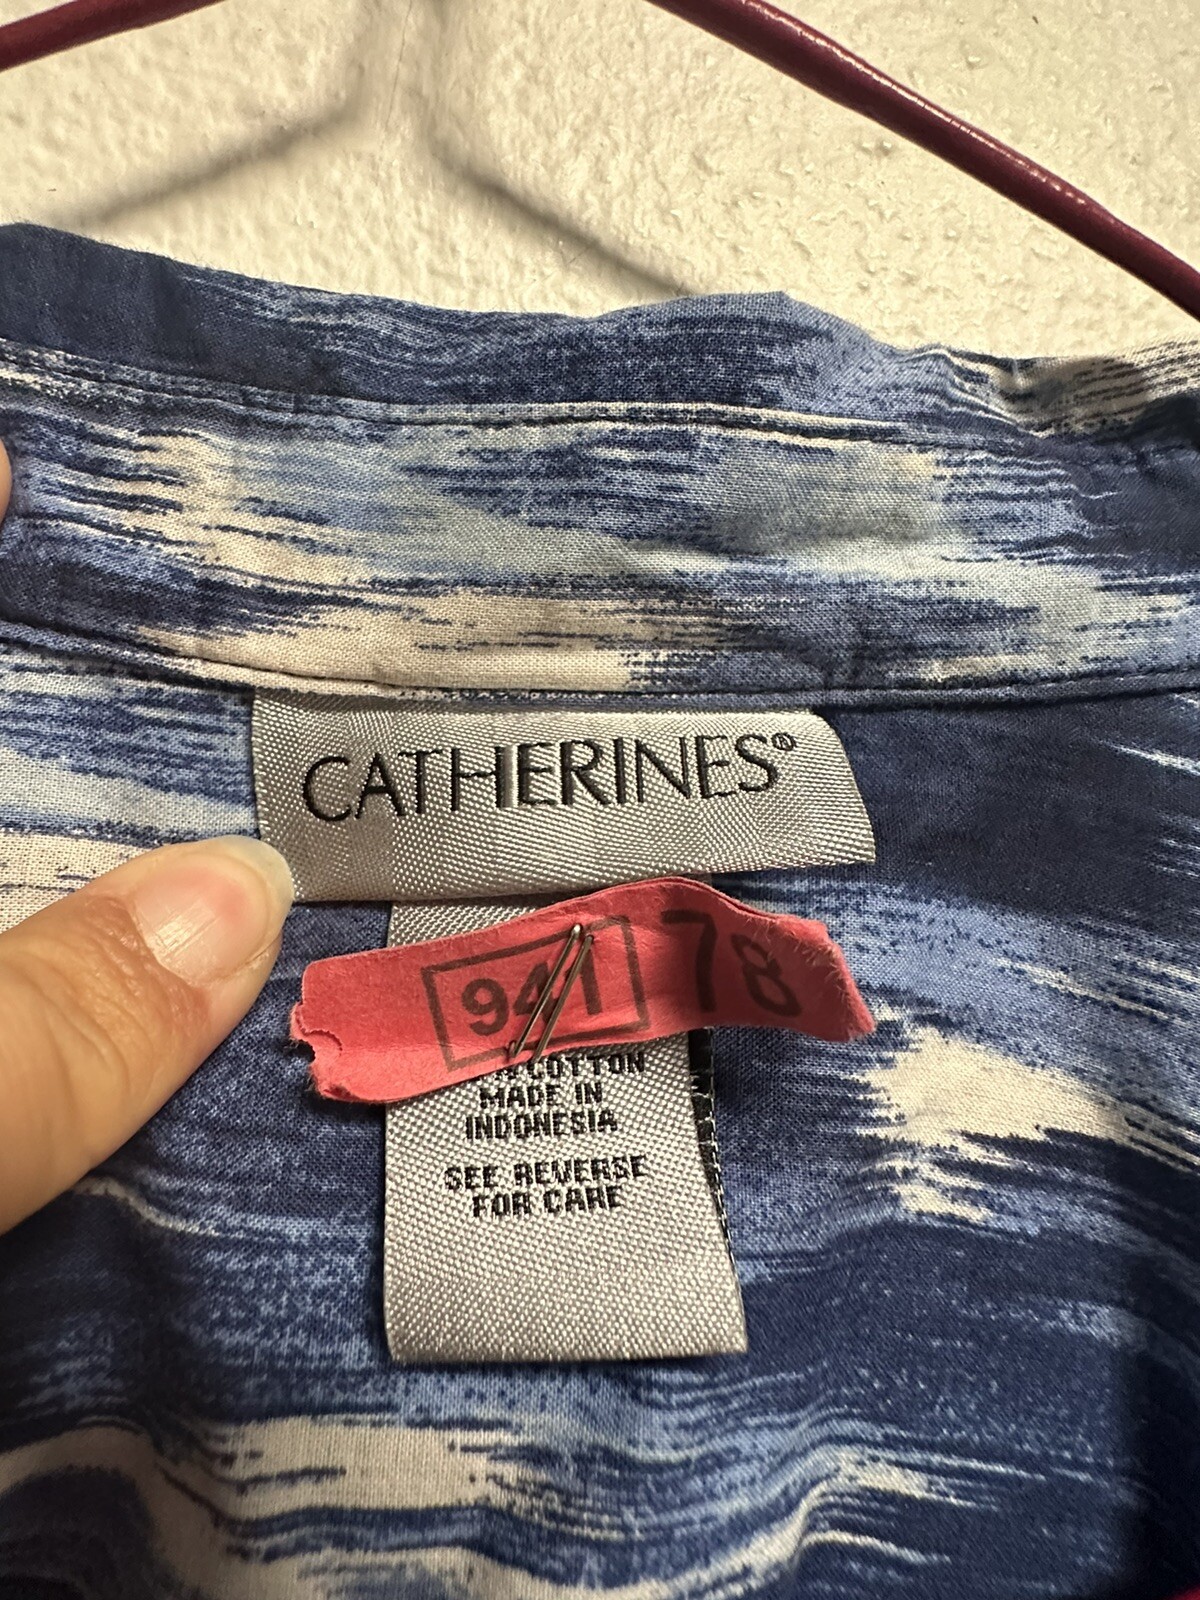 CATHERINES®
941 78
COTTON
MADE IN
INDONESIA
SEE REVERSE
FOR CARE